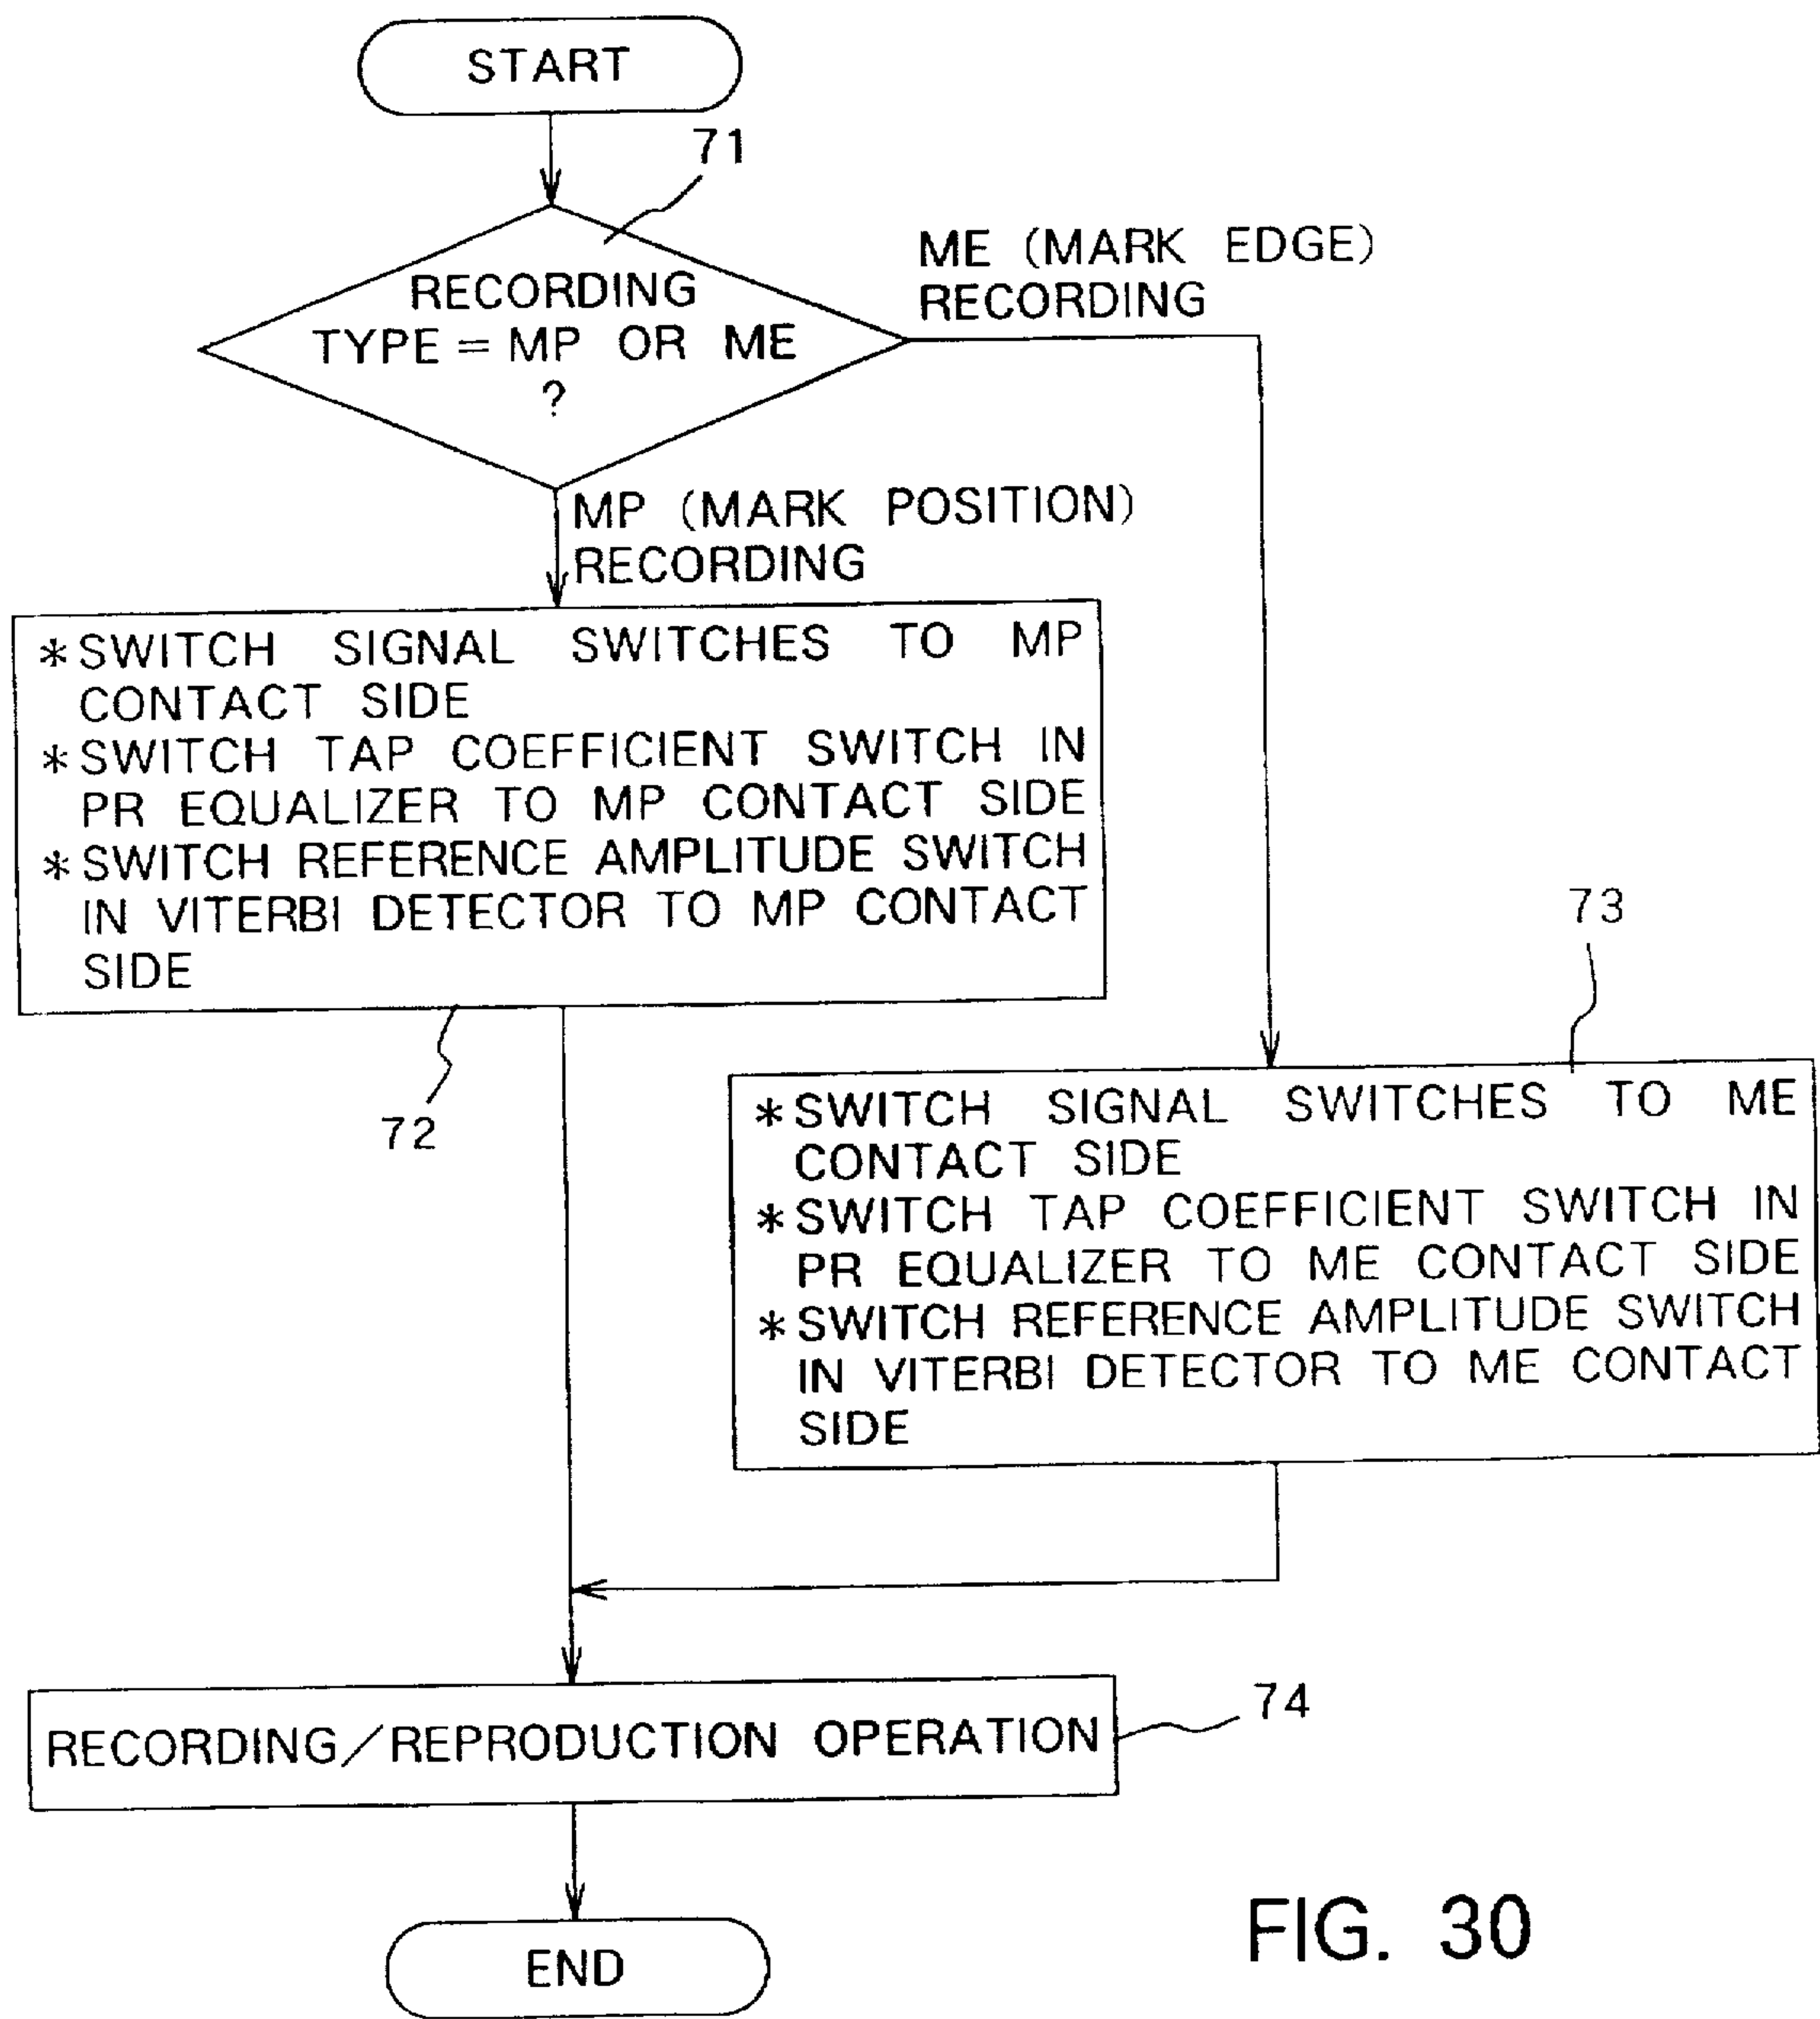 START
71
RECORDING
TYPE = MP OR ME
?
ME (MARK EDGE)
RECORDING
MP (MARK POSITION)
RECORDING
*SWITCH SIGNAL SWITCHES TO MP
CONTACT SIDE
*SWITCH TAP COEFFICIENT SWITCH IN
PR EQUALIZER TO MP CONTACT SIDE
*SWITCH REFERENCE AMPLITUDE SWITCH
IN VITERBI DETECTOR TO MP CONTACT
SIDE
72
73
*SWITCH SIGNAL SWITCHES TO ME
CONTACT SIDE
*SWITCH TAP COEFFICIENT SWITCH IN
PR EQUALIZER TO ME CONTACT SIDE
*SWITCH REFERENCE AMPLITUDE SWITCH
IN VITERBI DETECTOR TO ME CONTACT
SIDE
74
RECORDING/REPRODUCTION OPERATION
END
FIG. 30